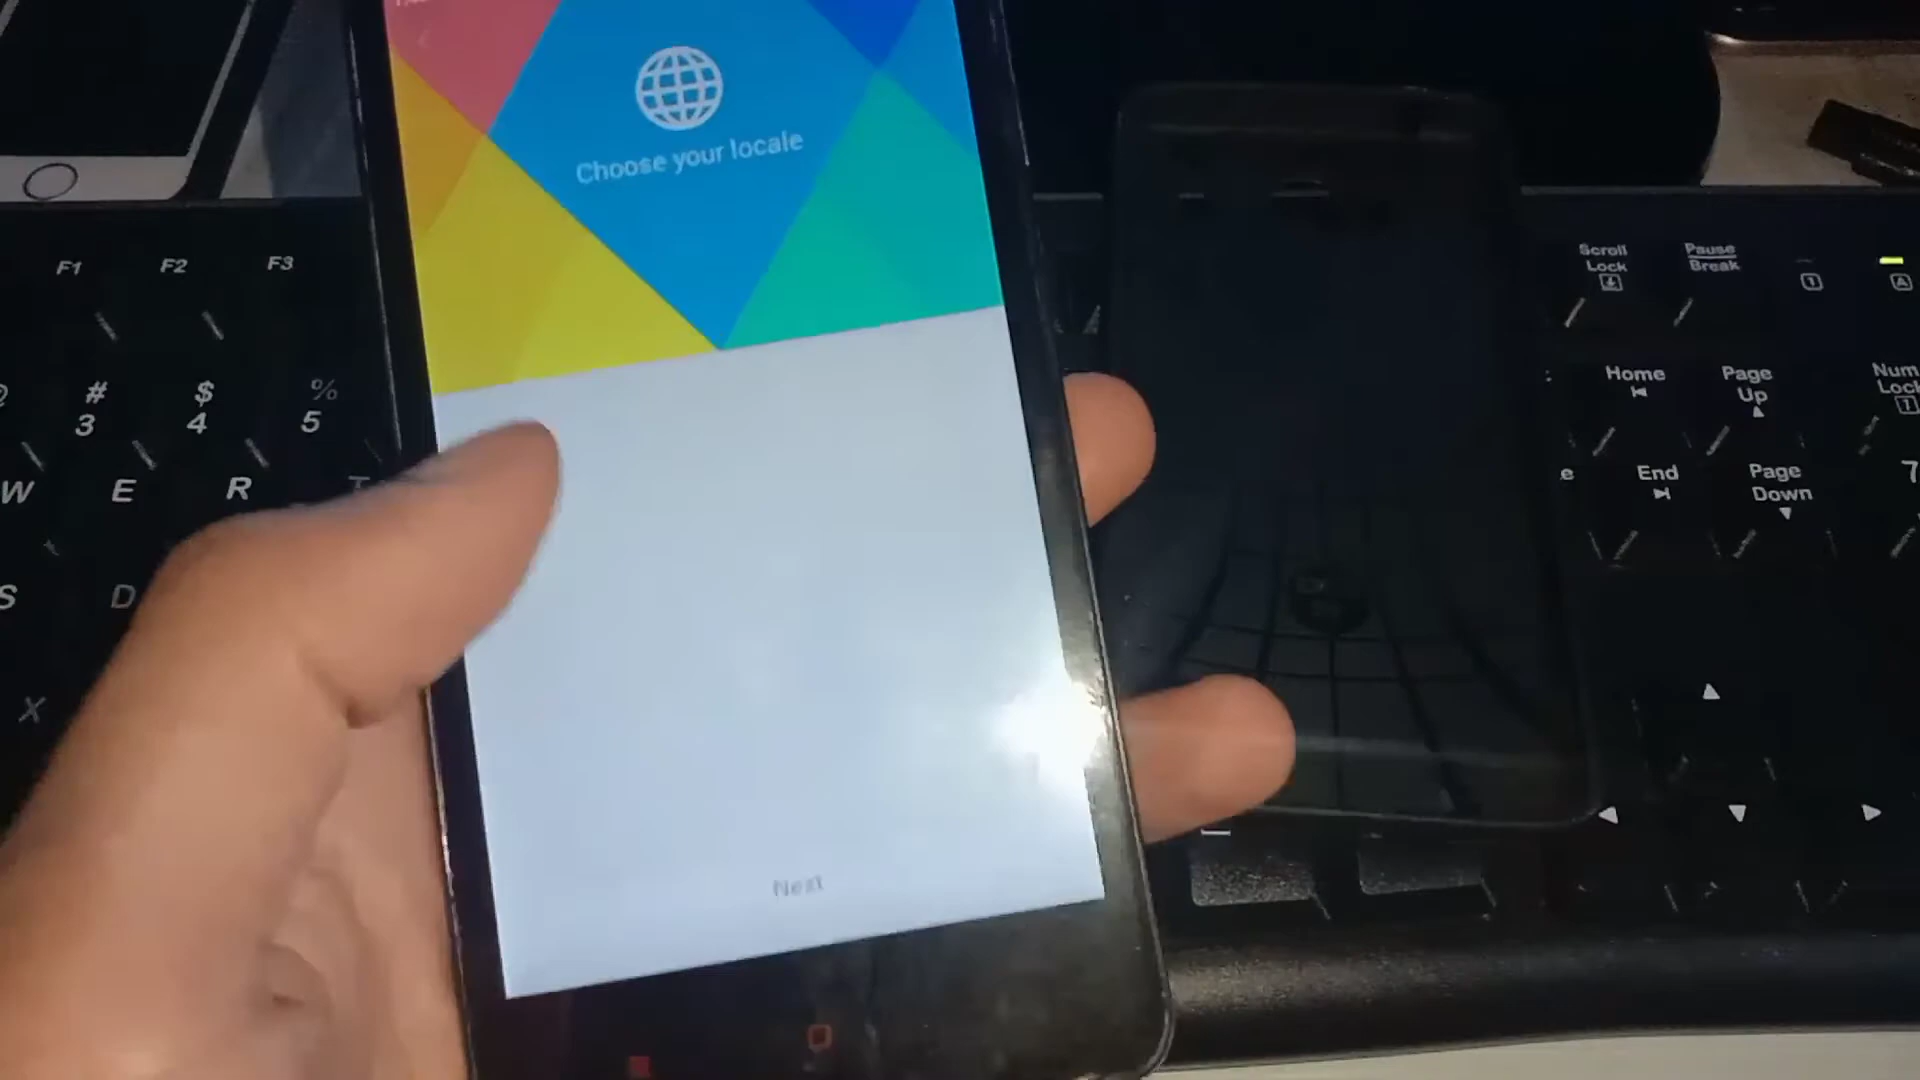 Choose your locale
Next
F1 F2 F3
Scroll Lock
Pause Break
# 3
$ 4
% 5
Home
Page Up
Num Lock
W E R
End
Page Down
7
S D
X